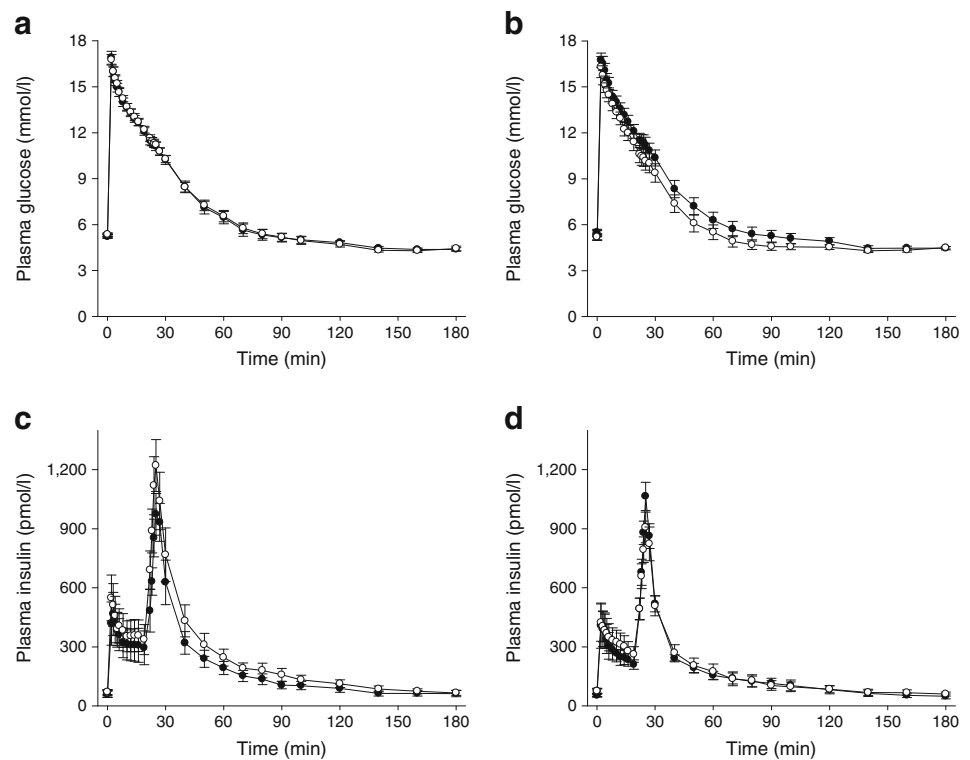 a
b
18
15
12
9
6
3
0
Plasma glucose (mmol/l)
0 30 60 90 120 150 180
Time (min)
18
15
12
9
6
3
0
Plasma glucose (mmol/l)
0 30 60 90 120 150 180
Time (min)
c
d
1,200
900
600
300
0
Plasma insulin (pmol/l)
0 30 60 90 120 150 180
Time (min)
1,200
900
600
300
0
Plasma insulin (pmol/l)
0 30 60 90 120 150 180
Time (min)